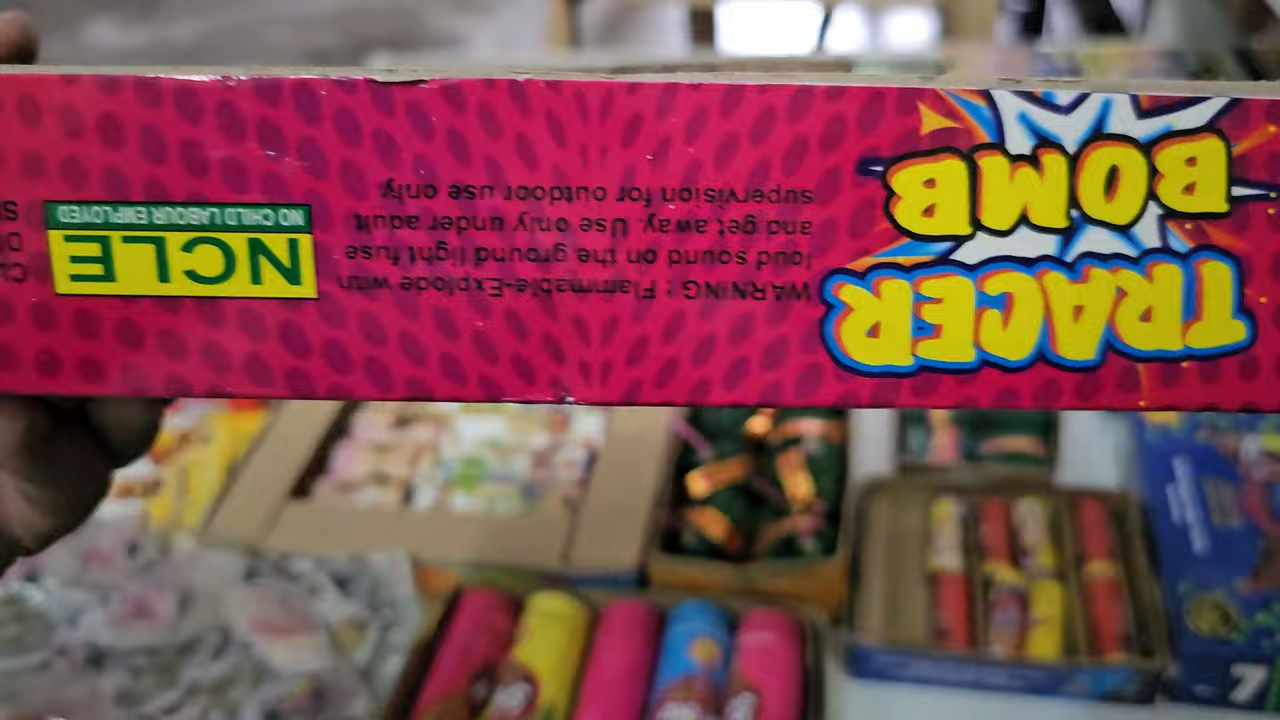 TRACER
BOMB
WARNING : Flammable-Explode with
loud sound on the ground light fuse
and get away. Use only under adult
supervision for outdoor use only.
NCLE
NO CHILD LABOUR EMPLOYED
7